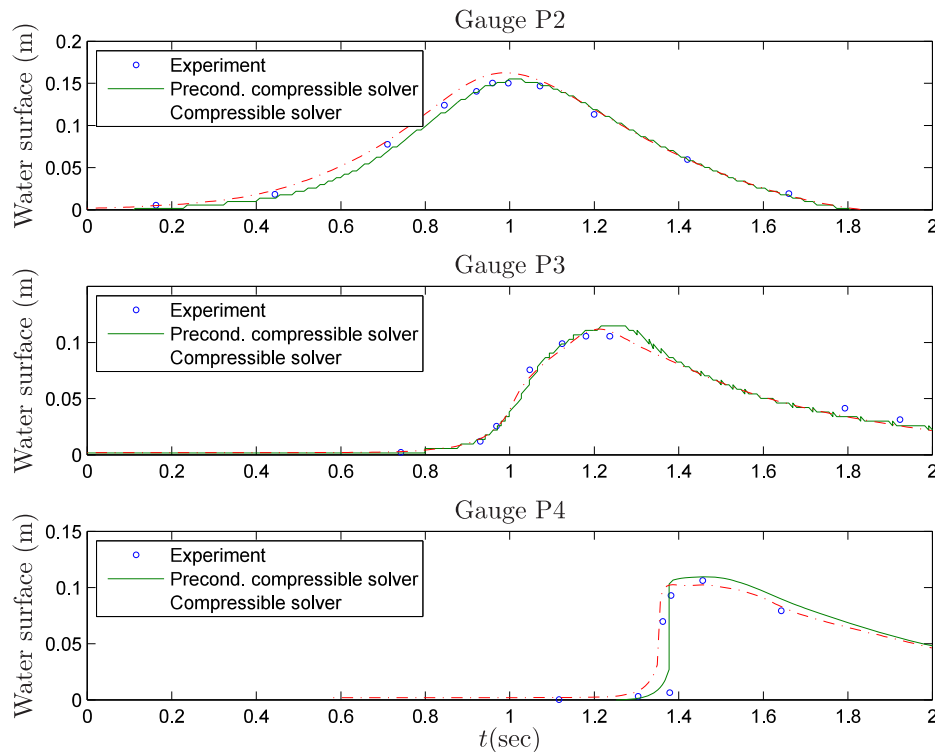 Gauge P2
Water surface (m)
0.2
0.15
0.1
0.05
0
Experiment
Precond. compressible solver
Compressible solver
0 0.2 0.4 0.6 0.8 1 1.2 1.4 1.6 1.8 2
Gauge P3
Water surface (m)
0.1
0.05
0
Experiment
Precond. compressible solver
Compressible solver
0 0.2 0.4 0.6 0.8 1 1.2 1.4 1.6 1.8 2
Gauge P4
Water surface (m)
0.15
0.1
0.05
0
Experiment
Precond. compressible solver
Compressible solver
0 0.2 0.4 0.6 0.8 1 1.2 1.4 1.6 1.8 2
t(sec)